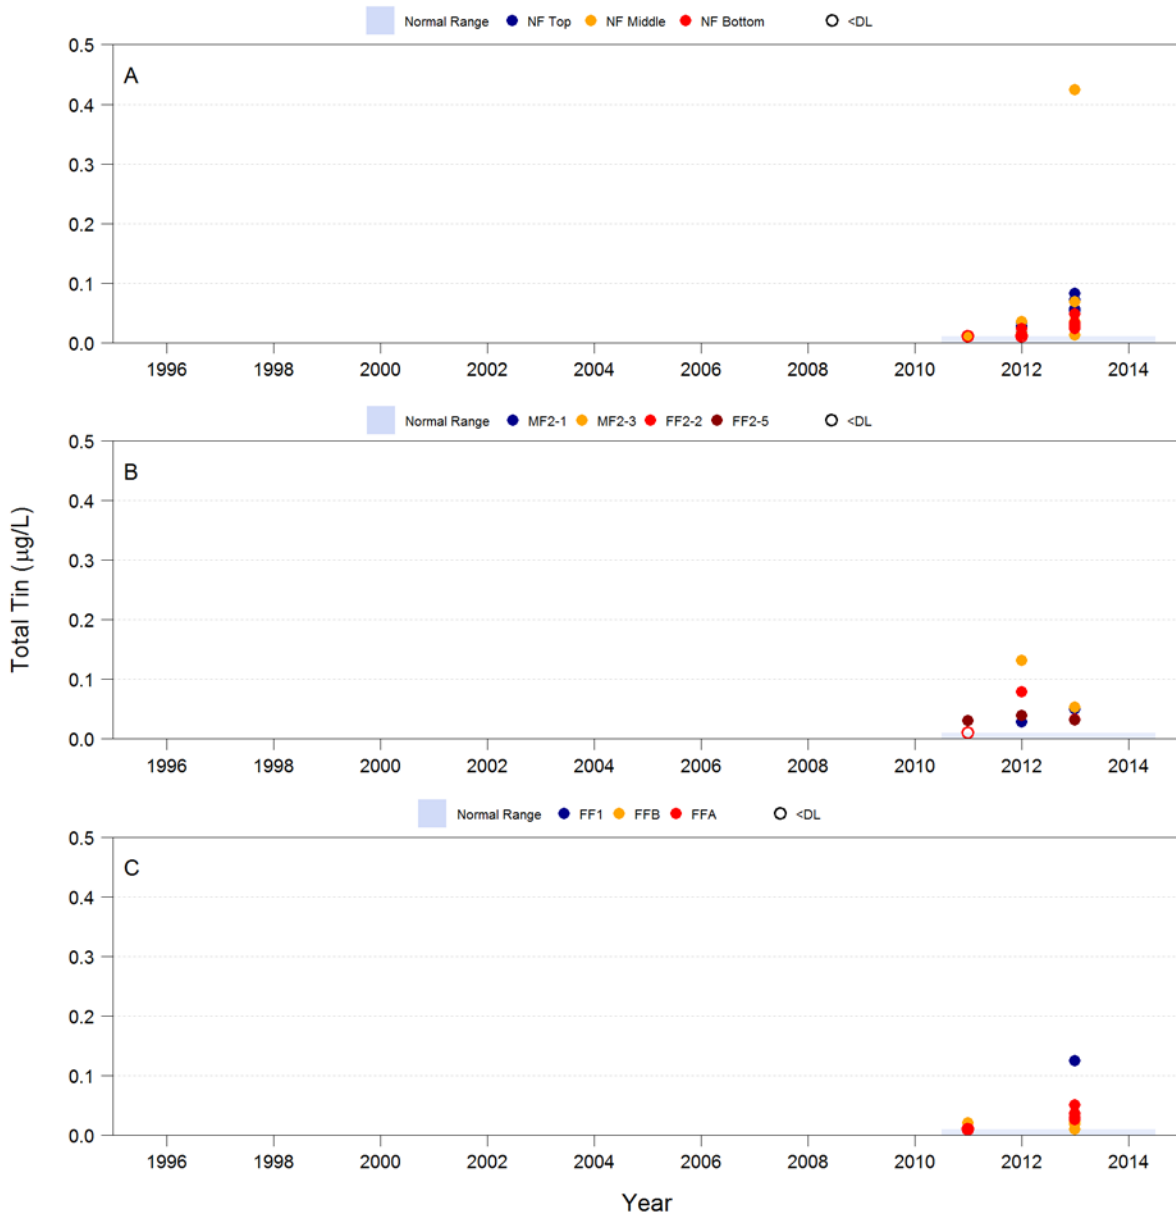 Normal Range NF Top NF Middle NF Bottom <DL
A
0.5
0.4
0.3
0.2
0.1
0.0
1996 1998 2000 2002 2004 2006 2008 2010 2012 2014
Normal Range MF2-1 MF2-3 FF2-2 FF2-5 <DL
B
0.5
0.4
0.3
0.2
0.1
0.0
1996 1998 2000 2002 2004 2006 2008 2010 2012 2014
Total Tin (µg/L)
Normal Range FF1 FFB FFA <DL
C
0.5
0.4
0.3
0.2
0.1
0.0
1996 1998 2000 2002 2004 2006 2008 2010 2012 2014
Year